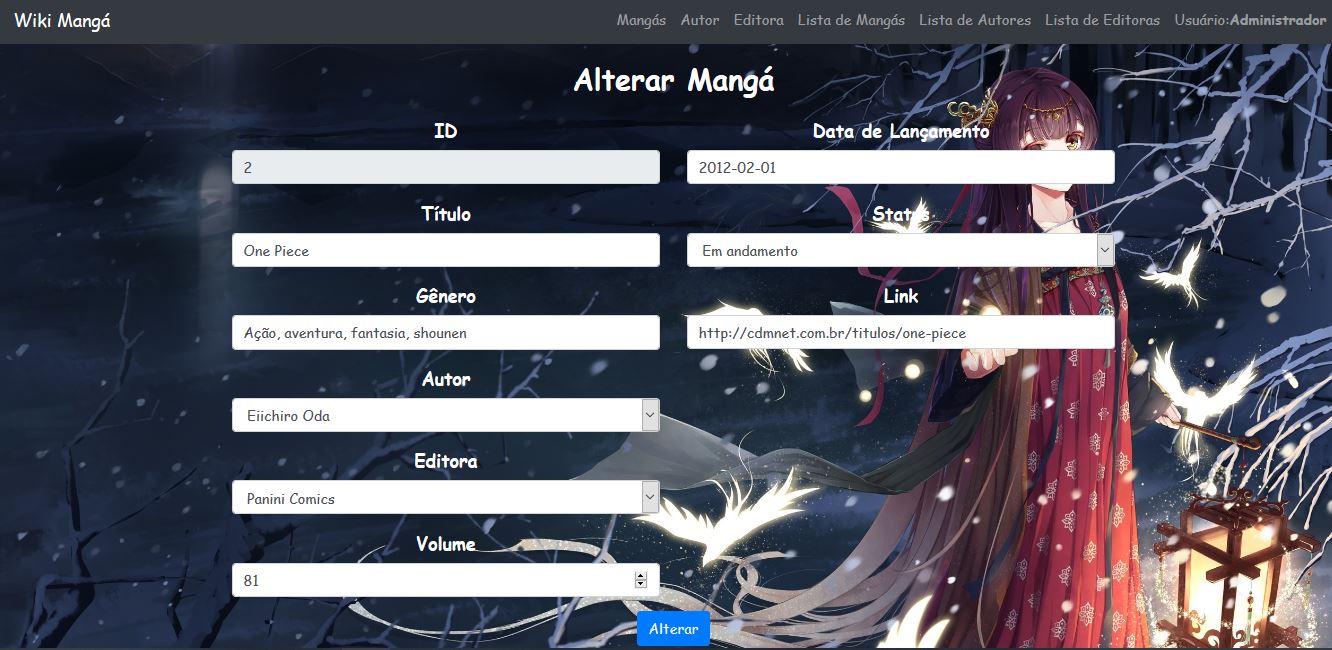 Wiki Mangá
Mangás Autor Editora Lista de Mangás Lista de Autores Lista de Editoras Usuário:Administrador
Alterar Mangá
ID
2
Título
One Piece
Gênero
Ação, aventura, fantasia, shounen
Autor
Eiichiro Oda
Editora
Panini Comics
Volume
81
Data de Lançamento
2012-02-01
Status
Em andamento
Link
http://cdmnet.com.br/titulos/one-piece
Alterar